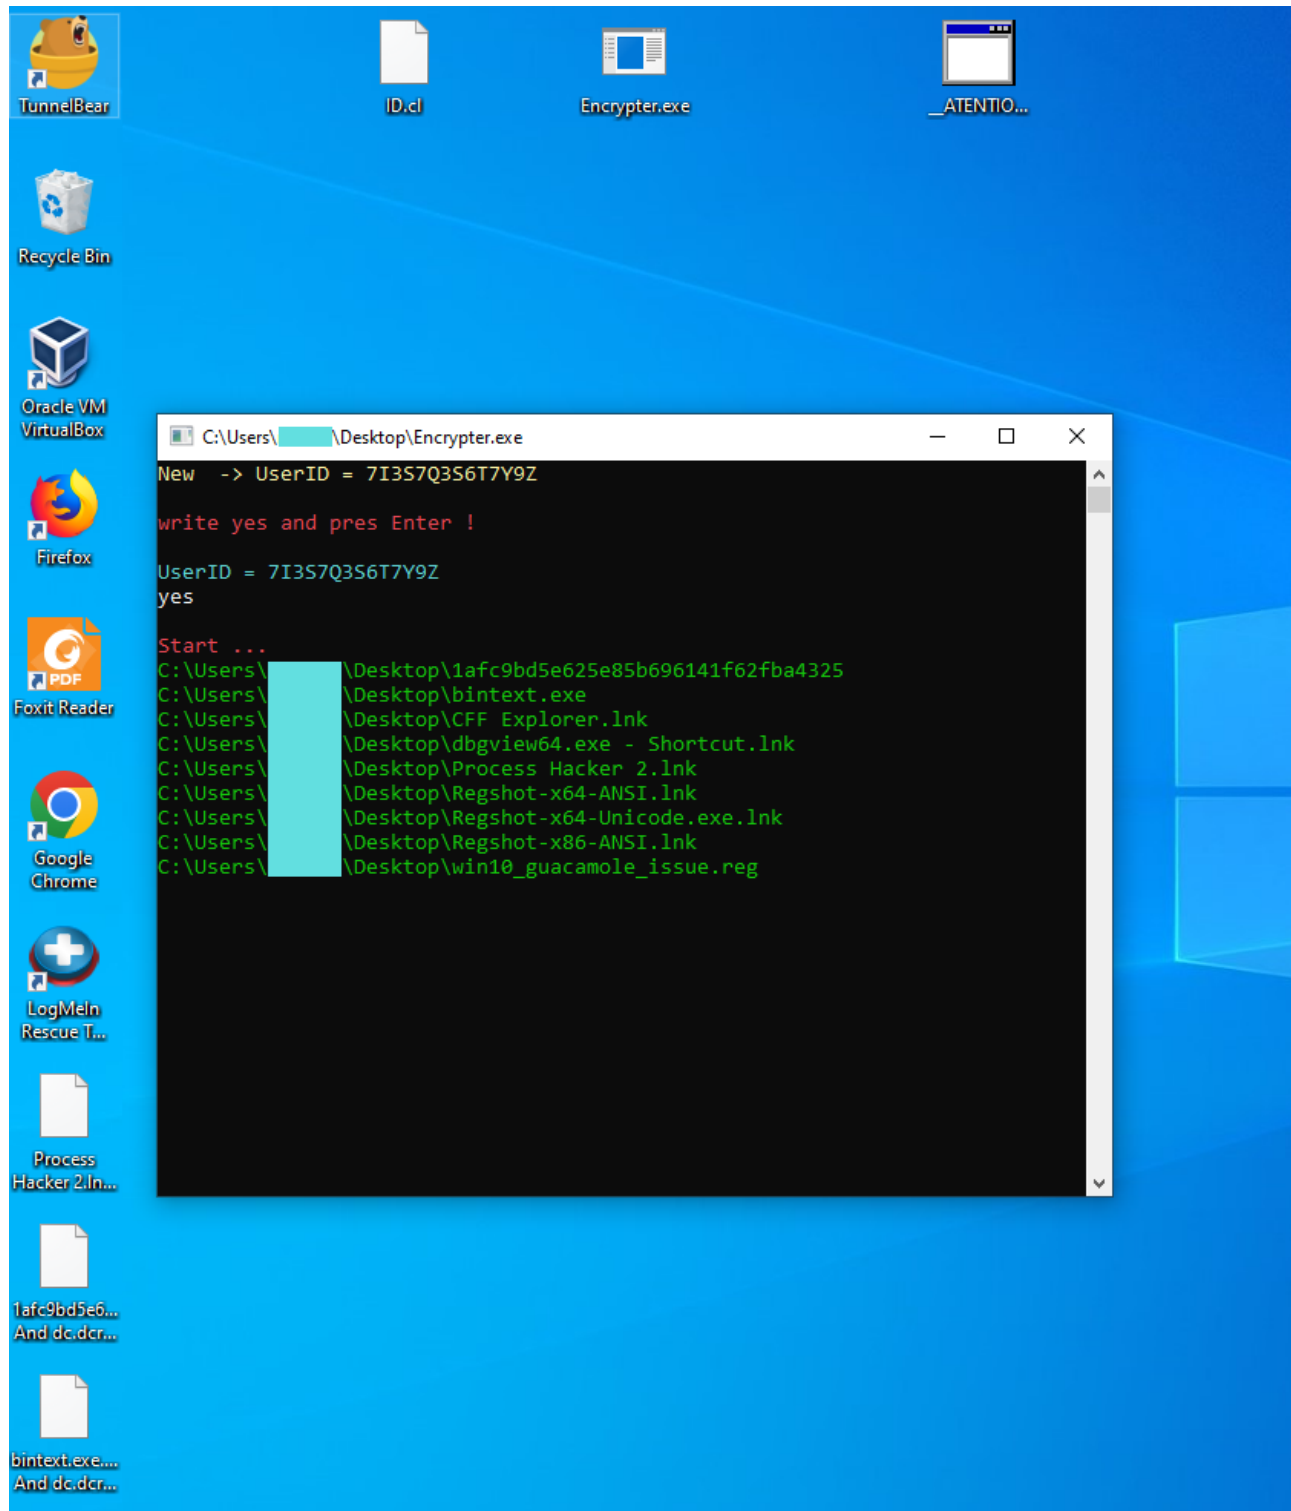 TunnelBear
ID.cl
Encrypter.exe
__ATENTIO...
Recycle Bin
Oracle VM
VirtualBox
Firefox
PDF
Foxit Reader
Google
Chrome
LogMeIn
Rescue T...
Process
Hacker 2.ln...
1afc9bd5e6...
And dc.dcr...
bintext.exe....
And dc.dcr...
C:\Users\ \Desktop\Encrypter.exe
New -> UserID = 7I3S7Q3S6T7Y9Z
write yes and pres Enter !
UserID = 7I3S7Q3S6T7Y9Z
yes
Start ...
C:\Users\ \Desktop\1afc9bd5e625e85b696141f62fba4325
C:\Users\ \Desktop\bintext.exe
C:\Users\ \Desktop\CFF Explorer.lnk
C:\Users\ \Desktop\dbgview64.exe - Shortcut.lnk
C:\Users\ \Desktop\Process Hacker 2.lnk
C:\Users\ \Desktop\Regshot-x64-ANSI.lnk
C:\Users\ \Desktop\Regshot-x64-Unicode.exe.lnk
C:\Users\ \Desktop\Regshot-x86-ANSI.lnk
C:\Users\ \Desktop\win10_guacamole_issue.reg